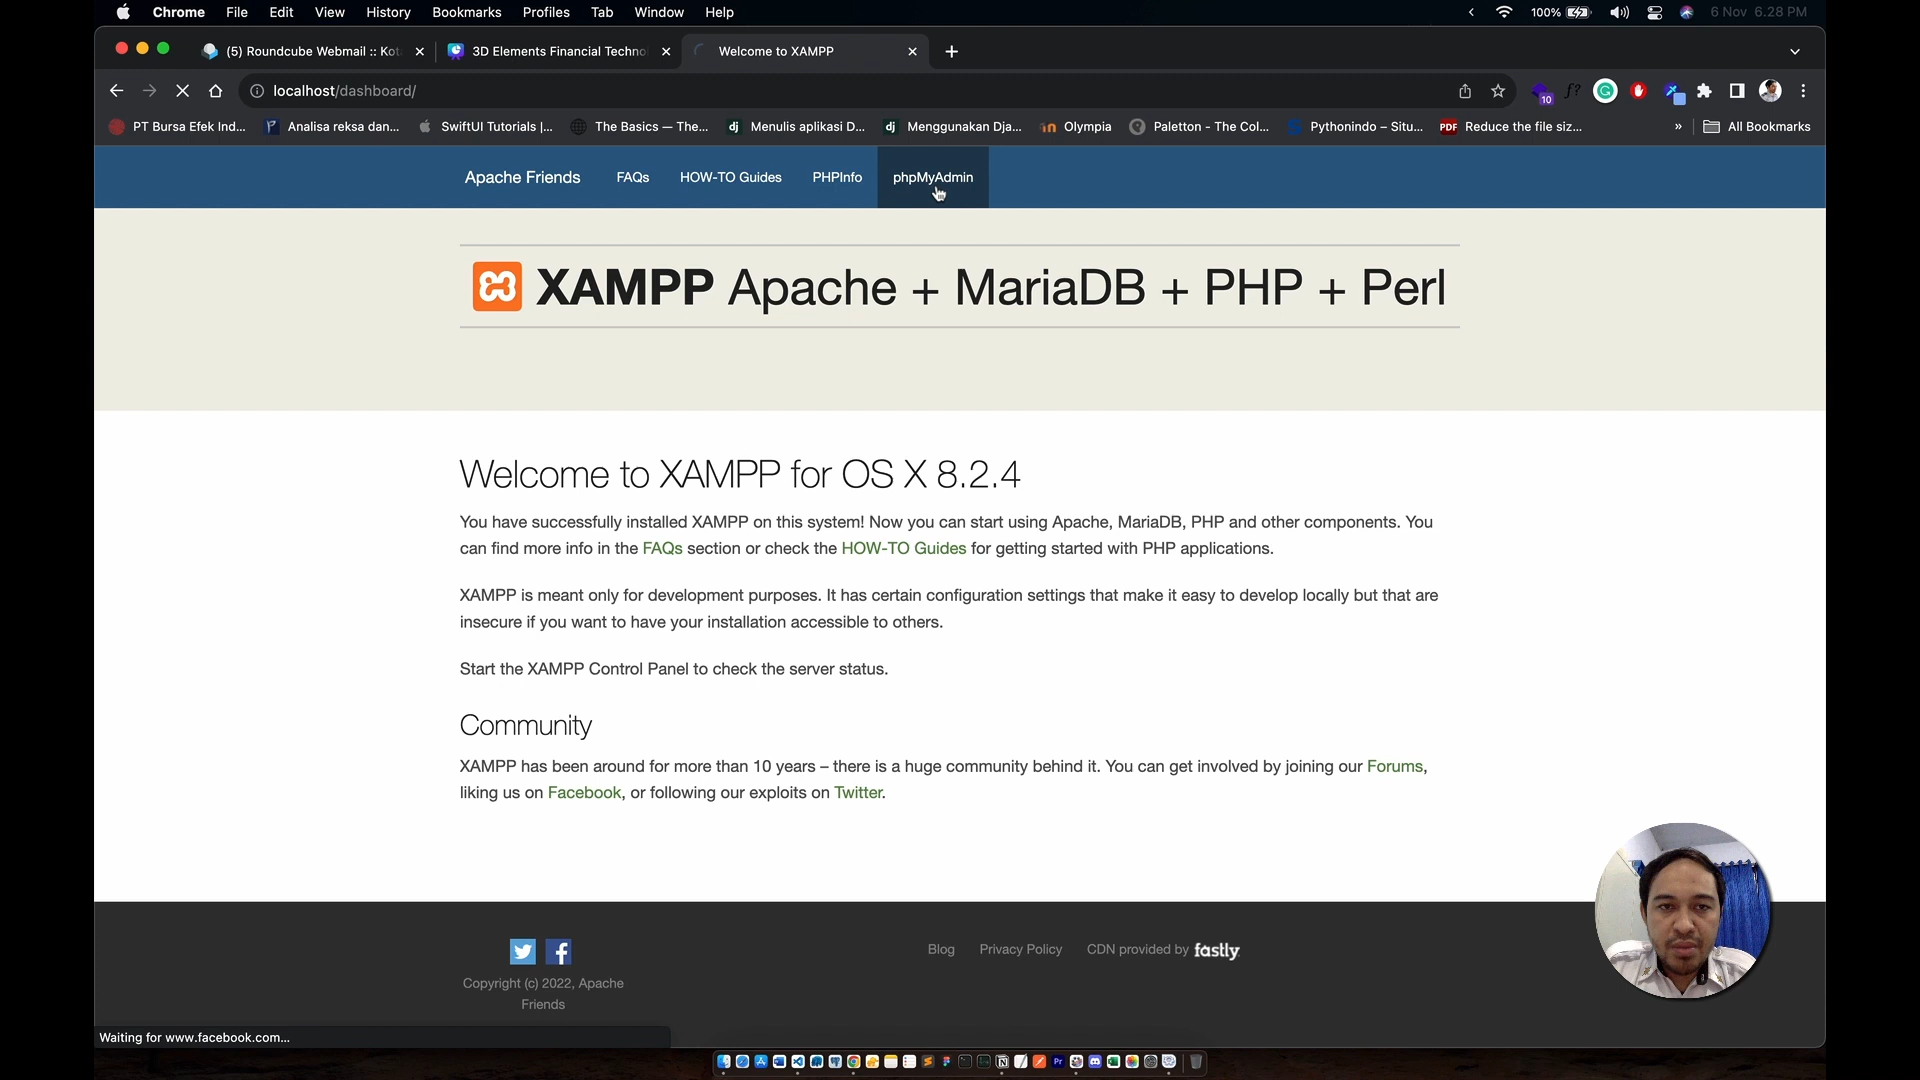 Chrome File Edit View History Bookmarks Profiles Tab Window Help
100% 6 Nov 6.28 PM
(5) Roundcube Webmail :: Kot
3D Elements Financial Techno
Welcome to XAMPP
localhost/dashboard/
10
PT Bursa Efek Ind...
Analisa reksa dan...
SwiftUI Tutorials |...
The Basics — The...
Menulis aplikasi D...
Menggunakan Dja...
Olympia
Paletton - The Col...
Pythonindo – Situ...
Reduce the file siz...
» All Bookmarks
Apache Friends FAQs HOW-TO Guides PHPInfo phpMyAdmin
XAMPP Apache + MariaDB + PHP + Perl
Welcome to XAMPP for OS X 8.2.4
You have successfully installed XAMPP on this system! Now you can start using Apache, MariaDB, PHP and other components. You
can find more info in the FAQs section or check the HOW-TO Guides for getting started with PHP applications.
XAMPP is meant only for development purposes. It has certain configuration settings that make it easy to develop locally but that are
insecure if you want to have your installation accessible to others.
Start the XAMPP Control Panel to check the server status.
Community
XAMPP has been around for more than 10 years – there is a huge community behind it. You can get involved by joining our Forums,
liking us on Facebook, or following our exploits on Twitter.
Blog Privacy Policy CDN provided by fastly
Copyright (c) 2022, Apache
Friends
Waiting for www.facebook.com...